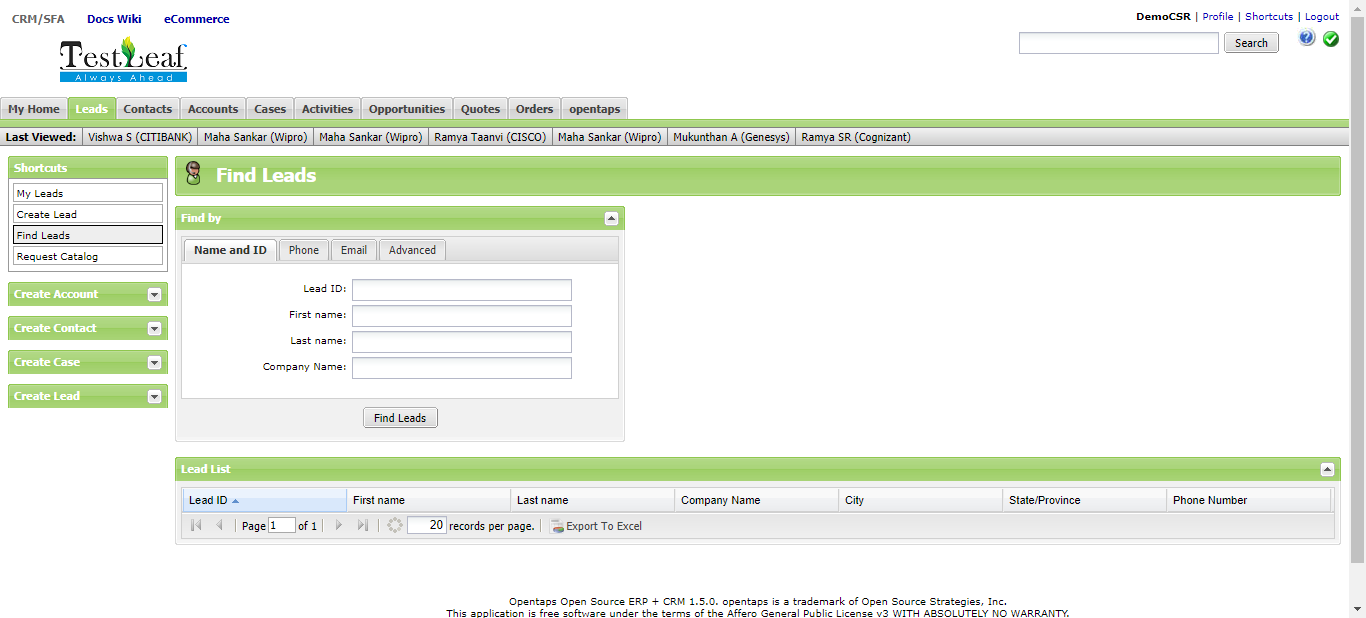 CRM/SFA Docs Wiki eCommerce
DemoCSR | Profile | Shortcuts | Logout
TestLeaf
Always Ahead
Search
My Home Leads Contacts Accounts Cases Activities Opportunities Quotes Orders opentaps
Last Viewed: Vishwa S (CITIBANK) Maha Sankar (Wipro) Maha Sankar (Wipro) Ramya Taanvi (CISCO) Maha Sankar (Wipro) Mukunthan A (Genesys) Ramya SR (Cognizant)
Shortcuts
My Leads
Create Lead
Find Leads
Request Catalog
Create Account
Create Contact
Create Case
Create Lead
Find Leads
Find by
Name and ID Phone Email Advanced
Lead ID:
First name:
Last name:
Company Name:
Find Leads
Lead List
Lead ID First name Last name Company Name City State/Province Phone Number
Page 1 of 1 20 records per page. Export To Excel
Opentaps Open Source ERP + CRM 1.5.0. opentaps is a trademark of Open Source Strategies, Inc.
This application is free software under the terms of the Affero General Public License v3 WITH ABSOLUTELY NO WARRANTY.